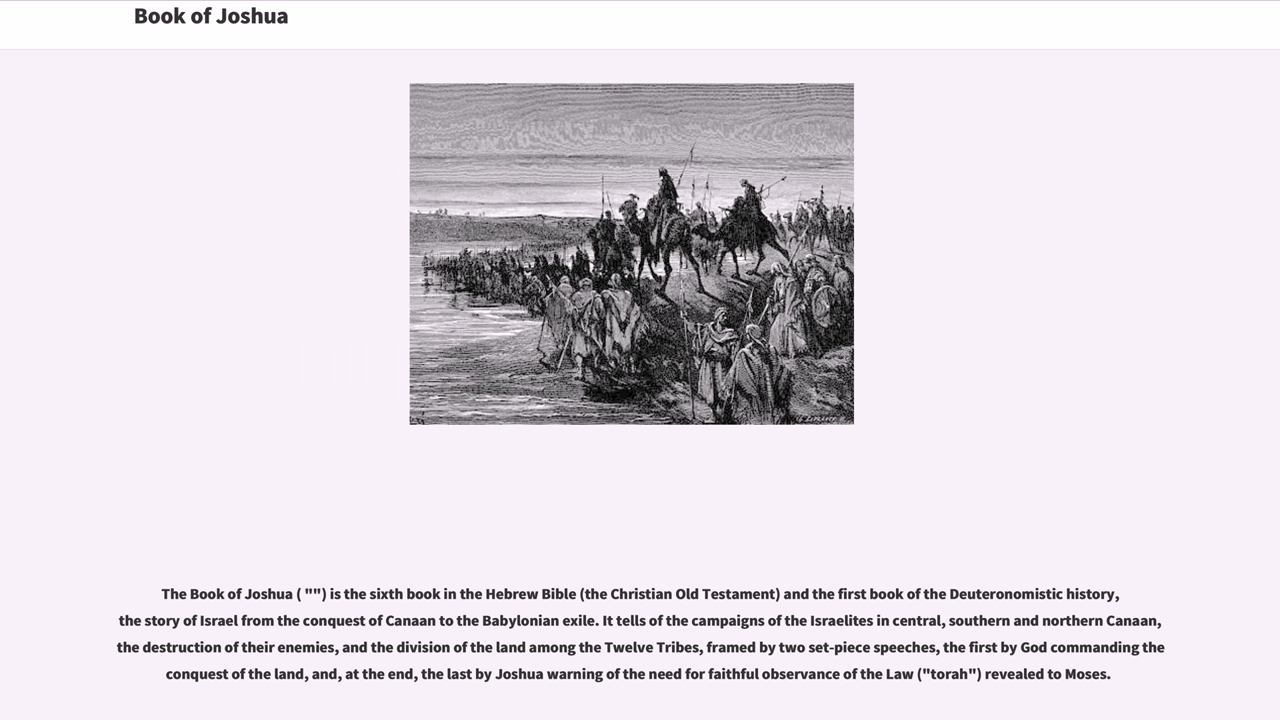 Book of Joshua
The Book of Joshua ( "") is the sixth book in the Hebrew Bible (the Christian Old Testament) and the first book of the Deuteronomistic history,
the story of Israel from the conquest of Canaan to the Babylonian exile. It tells of the campaigns of the Israelites in central, southern and northern Canaan,
the destruction of their enemies, and the division of the land among the Twelve Tribes, framed by two set-piece speeches, the first by God commanding the
conquest of the land, and, at the end, the last by Joshua warning of the need for faithful observance of the Law ("torah") revealed to Moses.